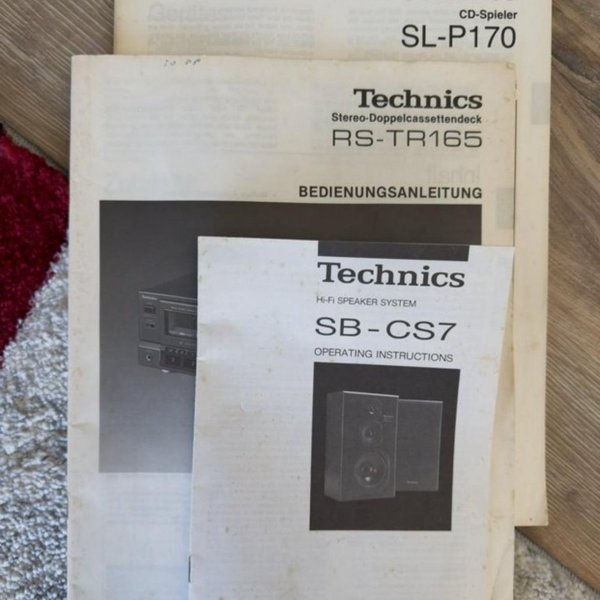 CD-Spieler
SL-P170
Technics
Stereo-Doppelcassettendeck
RS-TR165
BEDIENUNGSANLEITUNG
Technics
Hi-Fi SPEAKER SYSTEM
SB-CS7
OPERATING INSTRUCTIONS